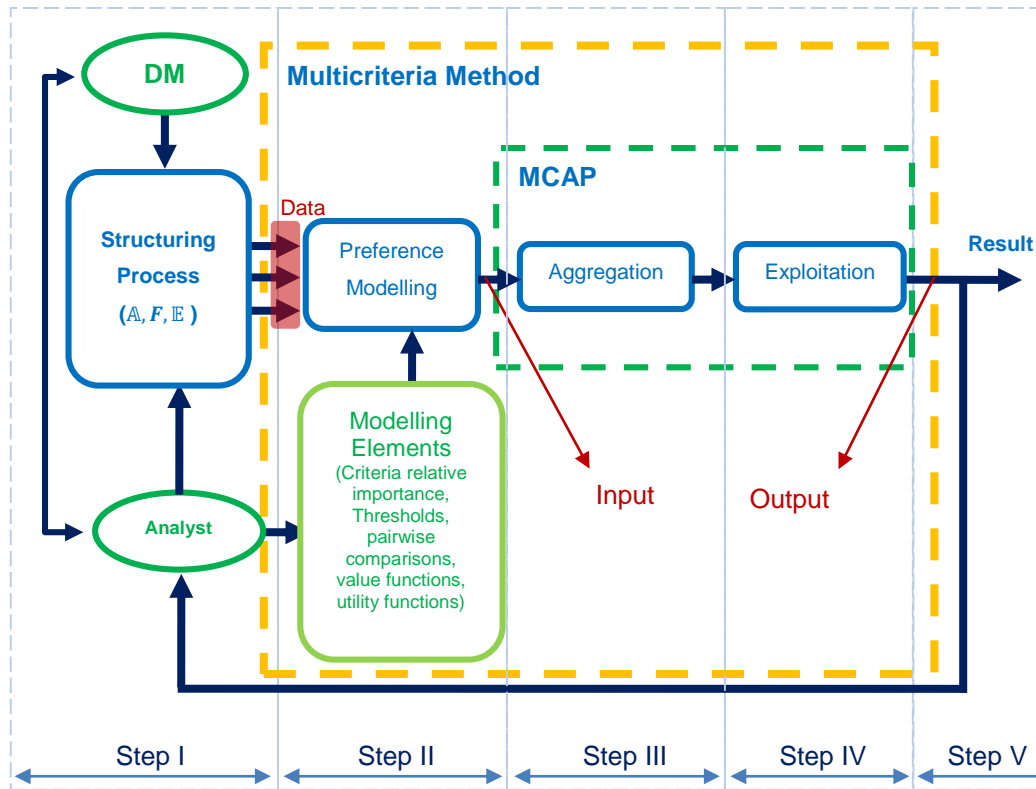 DM
Multicriteria Method
MCAP
Data
Structuring
Process
(𝔸, F, 𝔼 )
Preference
Modelling
Aggregation
Exploitation
Result
Modelling
Elements
(Criteria relative
importance,
Thresholds,
pairwise
comparisons,
value functions,
utility functions)
Input
Output
Analyst
Step I
Step II
Step III
Step IV
Step V